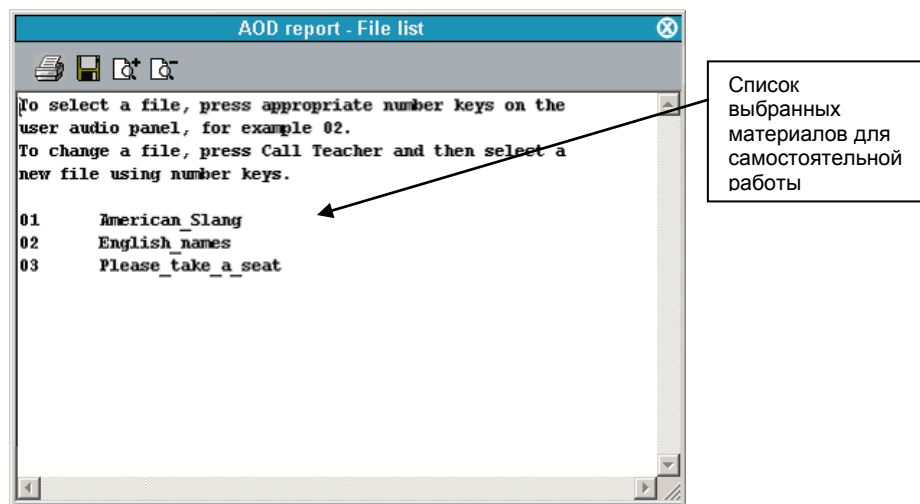 AOD report - File list
To select a file, press appropriate number keys on the
user audio panel, for example 02.
To change a file, press Call Teacher and then select a
new file using number keys.
01 American_Slang
02 English_names
03 Please_take_a_seat
Список
выбранных
материалов для
самостоятельной
работы